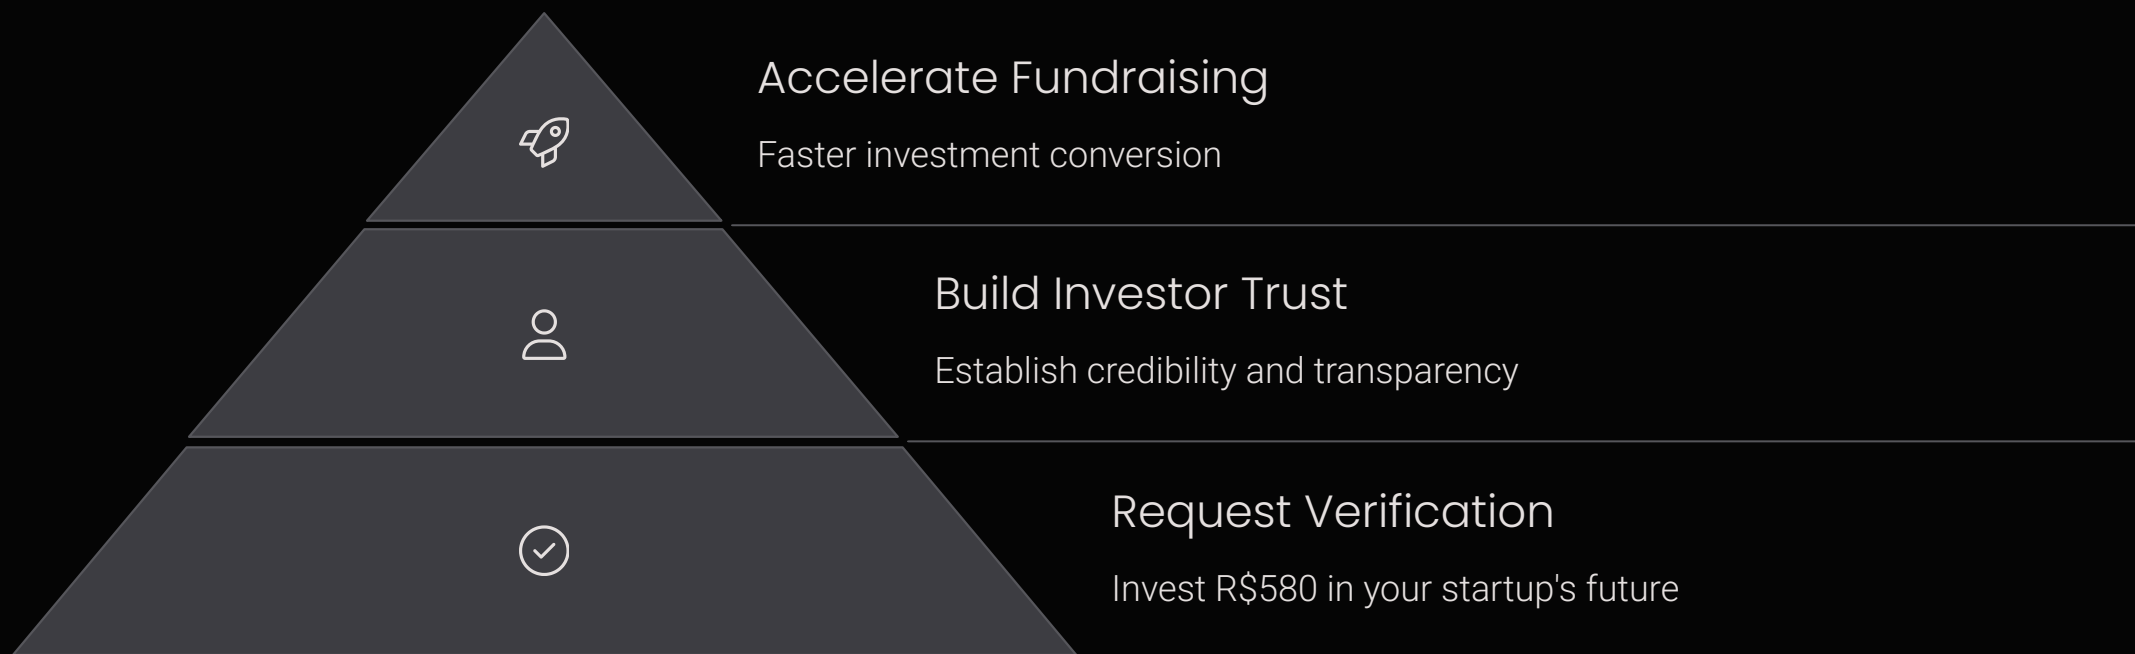 Accelerate Fundraising
Faster investment conversion
Build Investor Trust
Establish credibility and transparency
Request Verification
Invest R$580 in your startup's future